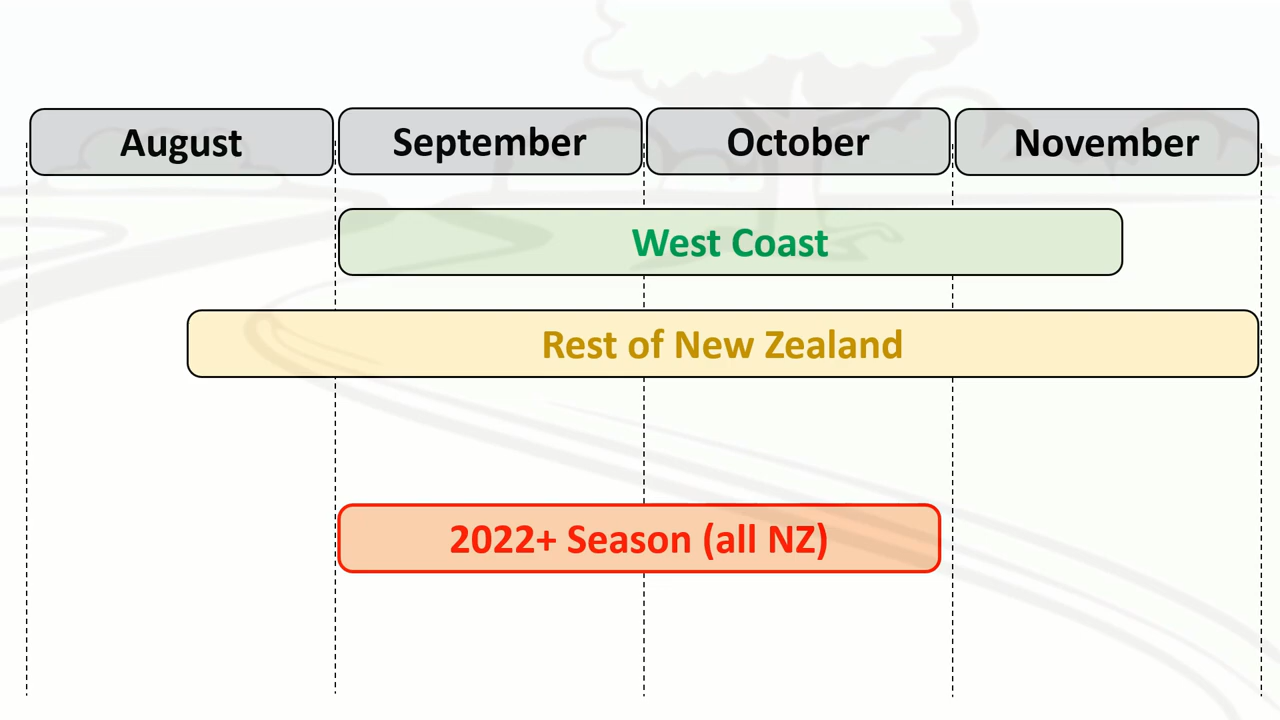 August
September
October
November
West Coast
Rest of New Zealand
2022+ Season (all NZ)